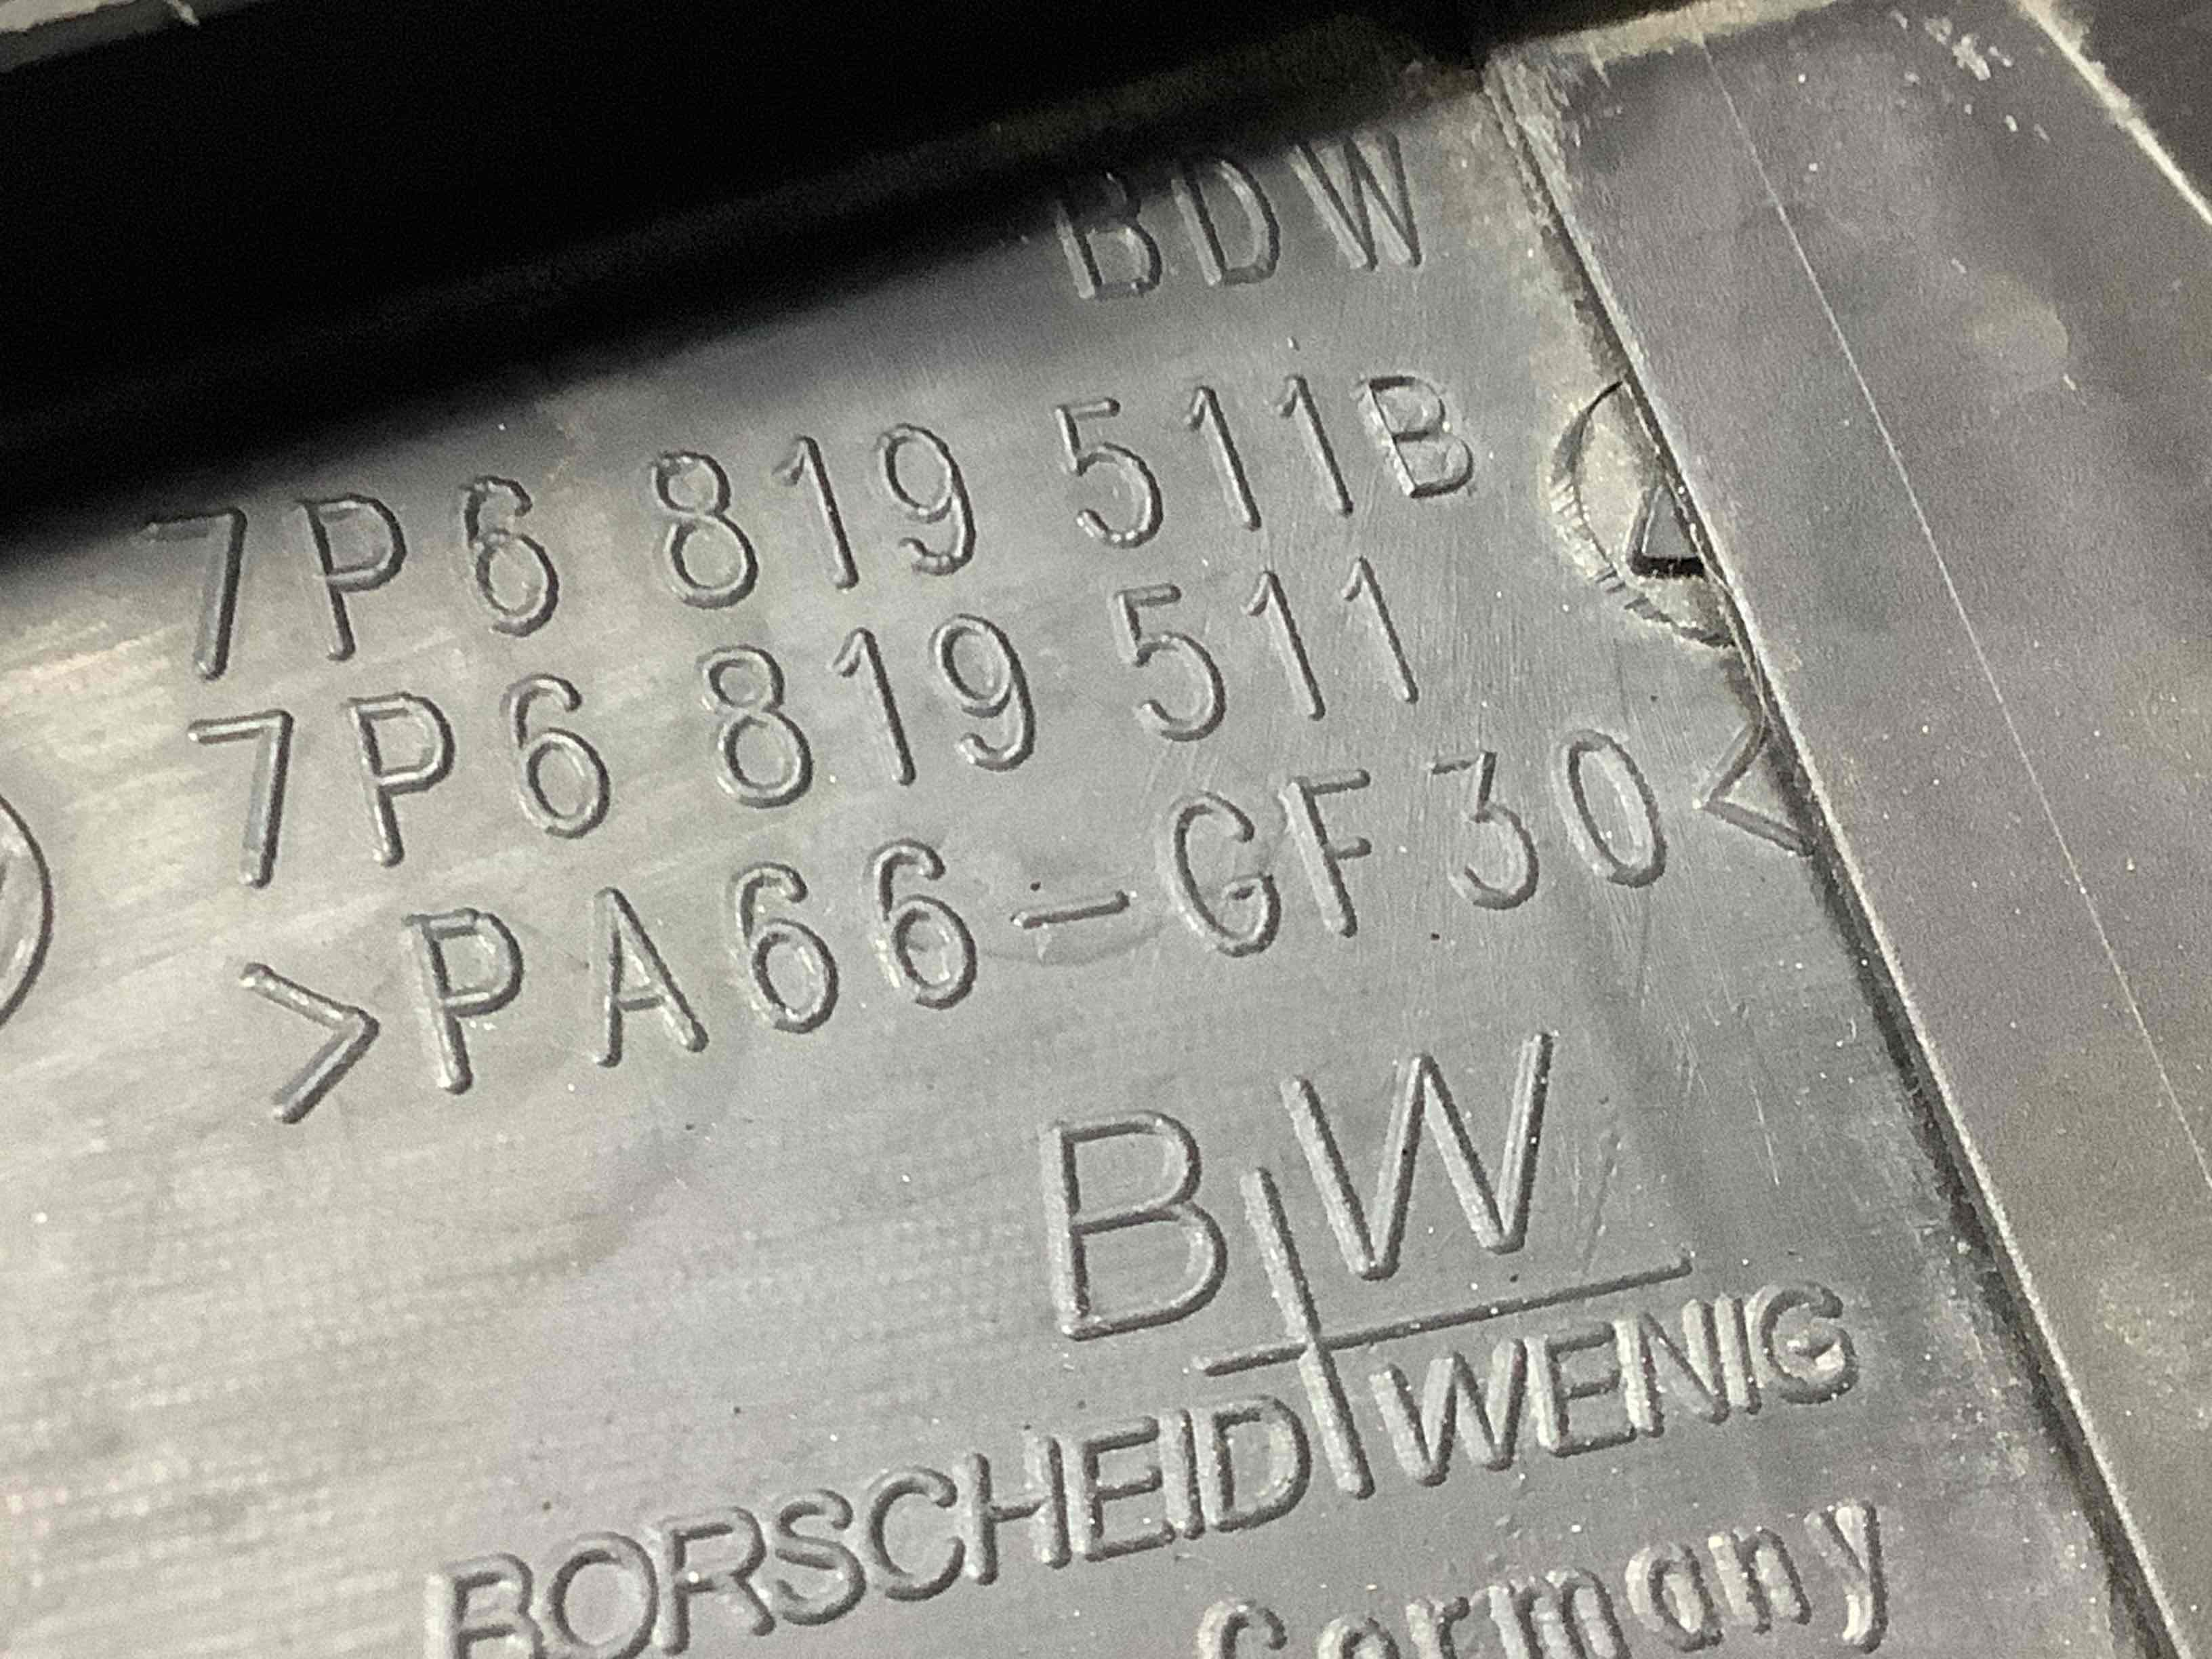 BDW
7P6 819 511B
7P6 819 511
>PA66-GF30<
BW
BORSCHEID WENIG
Germany